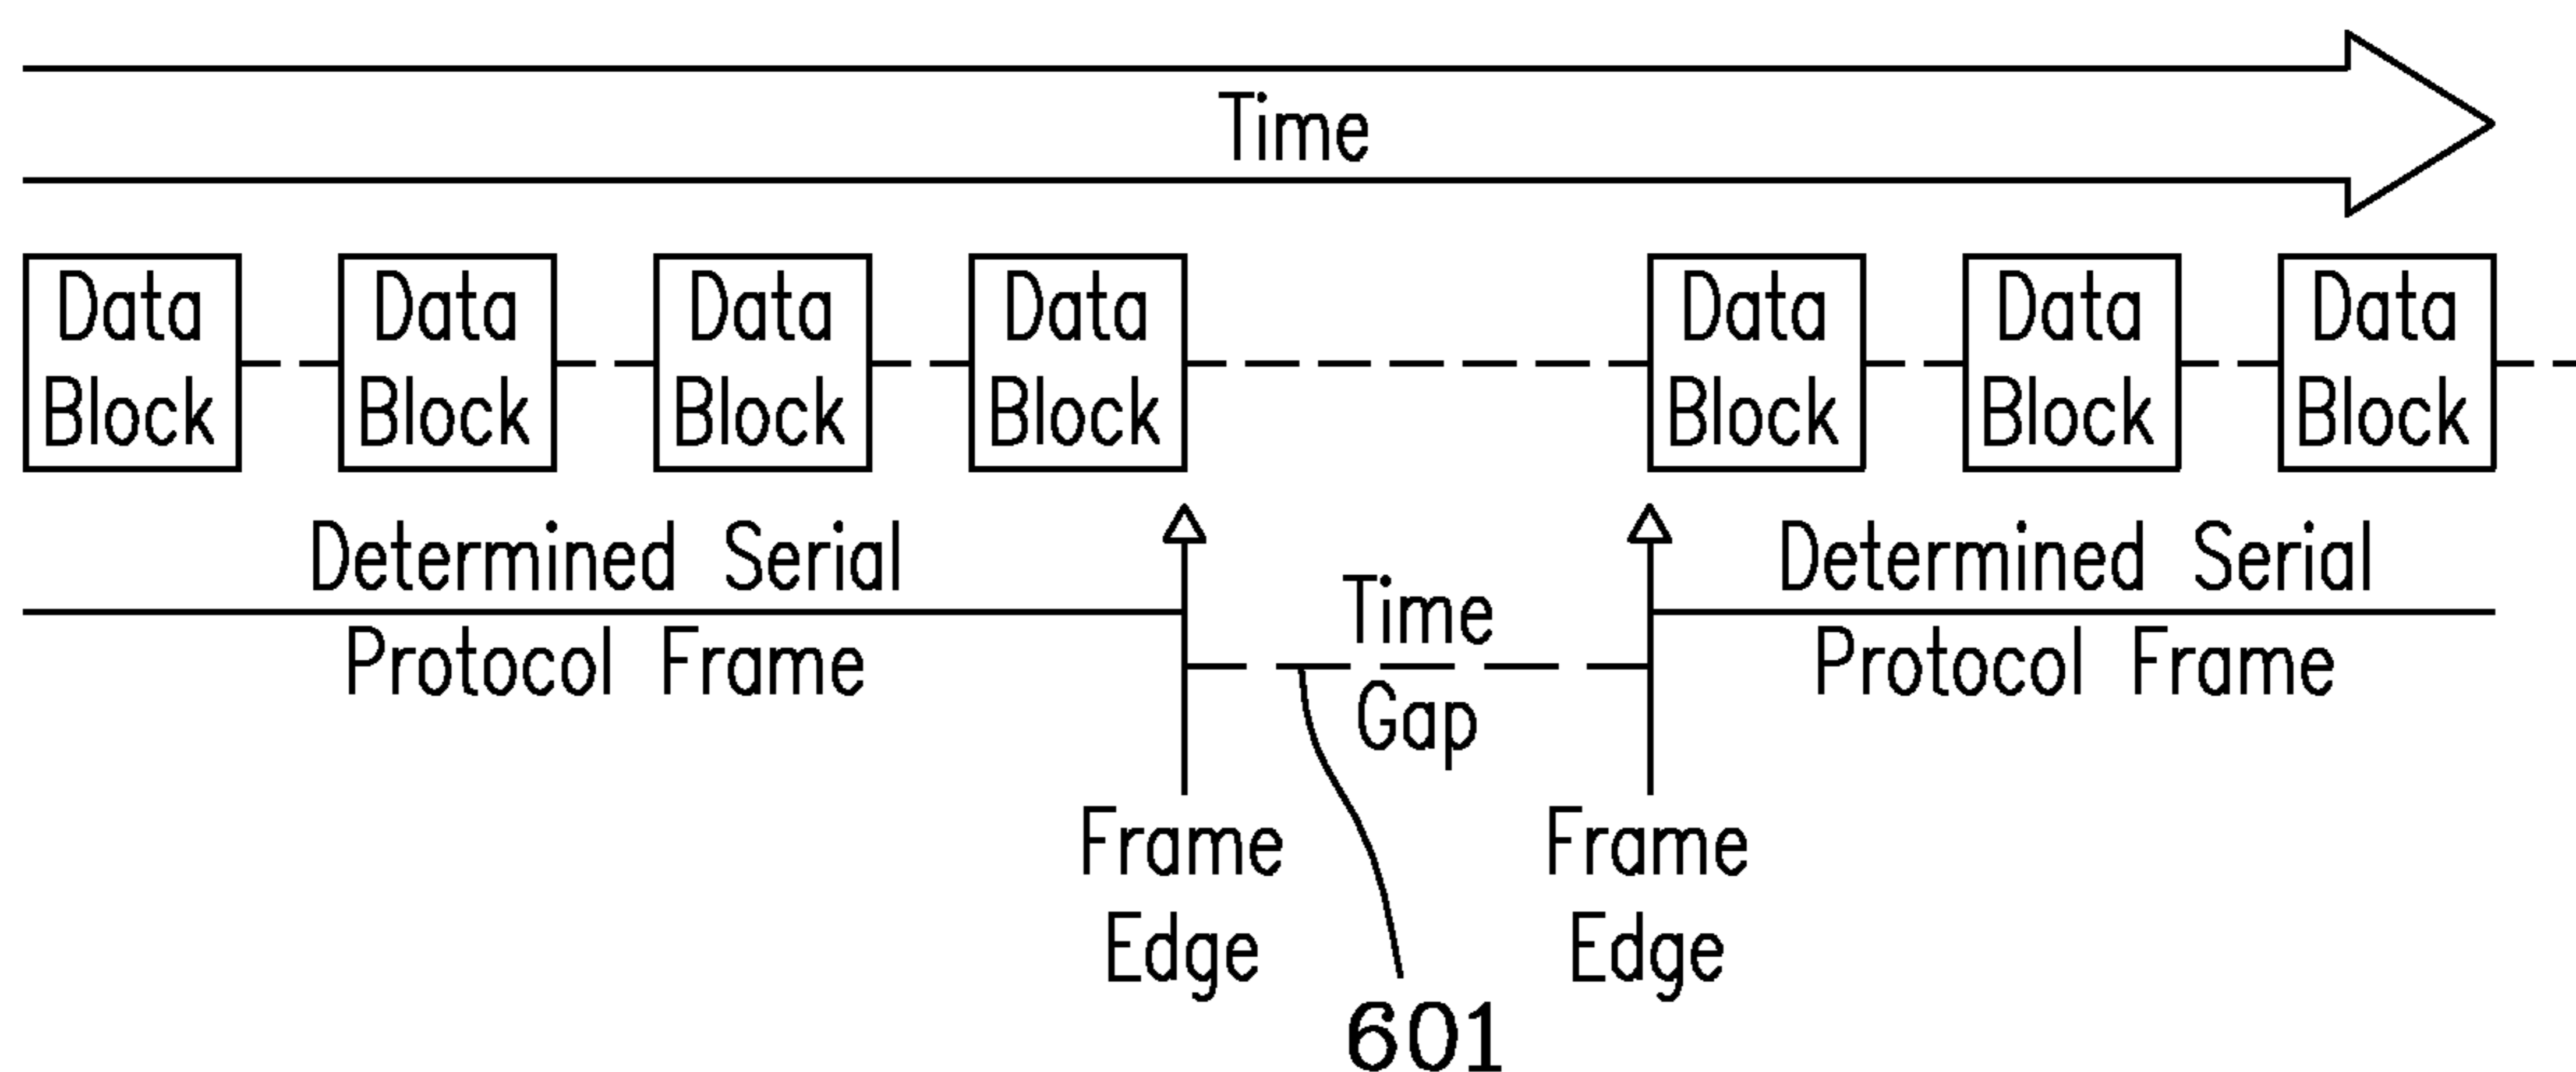 Time
Data
Block
Data
Block
Data
Block
Data
Block
Data
Block
Data
Block
Data
Block
Determined Serial
Protocol Frame
Time
Gap
Determined Serial
Protocol Frame
Frame
Edge
Frame
Edge
601